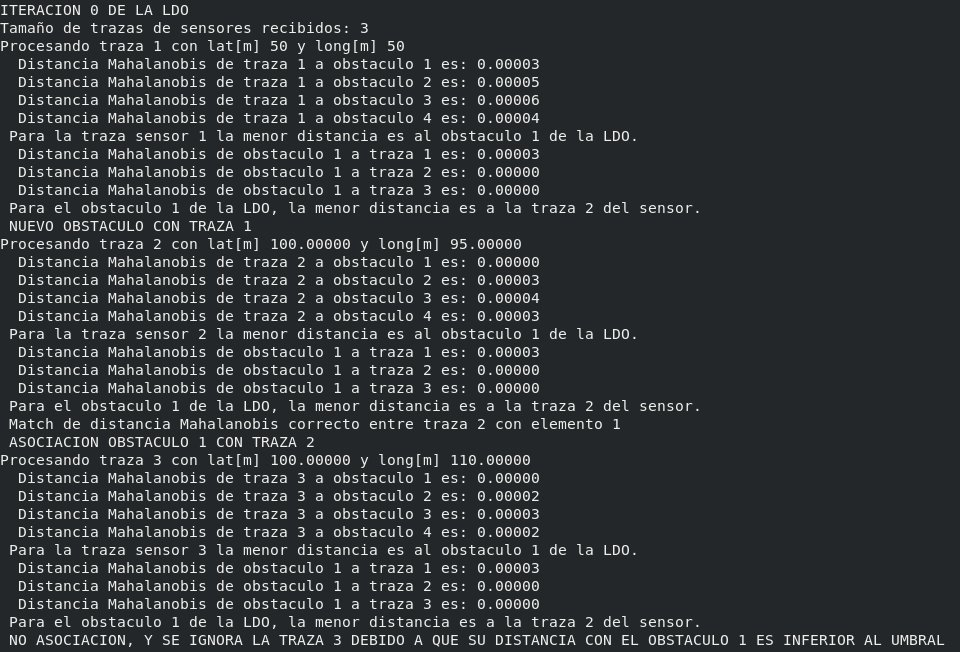 ITERACION 0 DE LA LDO
Tamaño de trazas de sensores recibidos: 3
Procesando traza 1 con lat[m] 50 y long[m] 50
  Distancia Mahalanobis de traza 1 a obstaculo 1 es: 0.00003
  Distancia Mahalanobis de traza 1 a obstaculo 2 es: 0.00005
  Distancia Mahalanobis de traza 1 a obstaculo 3 es: 0.00006
  Distancia Mahalanobis de traza 1 a obstaculo 4 es: 0.00004
 Para la traza sensor 1 la menor distancia es al obstaculo 1 de la LDO.
  Distancia Mahalanobis de obstaculo 1 a traza 1 es: 0.00003
  Distancia Mahalanobis de obstaculo 1 a traza 2 es: 0.00000
  Distancia Mahalanobis de obstaculo 1 a traza 3 es: 0.00000
 Para el obstaculo 1 de la LDO, la menor distancia es a la traza 2 del sensor.
 NUEVO OBSTACULO CON TRAZA 1
Procesando traza 2 con lat[m] 100.00000 y long[m] 95.00000
  Distancia Mahalanobis de traza 2 a obstaculo 1 es: 0.00000
  Distancia Mahalanobis de traza 2 a obstaculo 2 es: 0.00003
  Distancia Mahalanobis de traza 2 a obstaculo 3 es: 0.00004
  Distancia Mahalanobis de traza 2 a obstaculo 4 es: 0.00003
 Para la traza sensor 2 la menor distancia es al obstaculo 1 de la LDO.
  Distancia Mahalanobis de obstaculo 1 a traza 1 es: 0.00003
  Distancia Mahalanobis de obstaculo 1 a traza 2 es: 0.00000
  Distancia Mahalanobis de obstaculo 1 a traza 3 es: 0.00000
 Para el obstaculo 1 de la LDO, la menor distancia es a la traza 2 del sensor.
 Match de distancia Mahalanobis correcto entre traza 2 con elemento 1
 ASOCIACION OBSTACULO 1 CON TRAZA 2
Procesando traza 3 con lat[m] 100.00000 y long[m] 110.00000
  Distancia Mahalanobis de traza 3 a obstaculo 1 es: 0.00000
  Distancia Mahalanobis de traza 3 a obstaculo 2 es: 0.00002
  Distancia Mahalanobis de traza 3 a obstaculo 3 es: 0.00003
  Distancia Mahalanobis de traza 3 a obstaculo 4 es: 0.00002
 Para la traza sensor 3 la menor distancia es al obstaculo 1 de la LDO.
  Distancia Mahalanobis de obstaculo 1 a traza 1 es: 0.00003
  Distancia Mahalanobis de obstaculo 1 a traza 2 es: 0.00000
  Distancia Mahalanobis de obstaculo 1 a traza 3 es: 0.00000
 Para el obstaculo 1 de la LDO, la menor distancia es a la traza 2 del sensor.
 NO ASOCIACION, Y SE IGNORA LA TRAZA 3 DEBIDO A QUE SU DISTANCIA CON EL OBSTACULO 1 ES INFERIOR AL UMBRAL